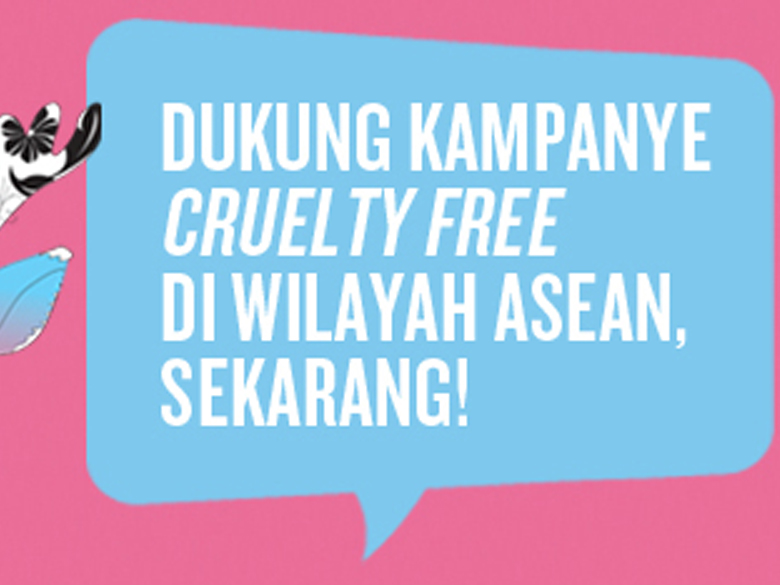 DUKUNG KAMPANYE
CRUELTY FREE
DI WILAYAH ASEAN,
SEKARANG!